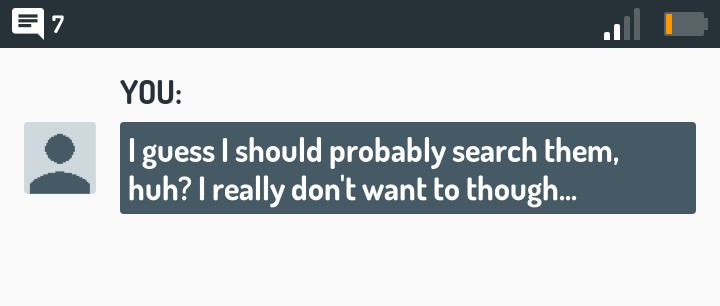 7
YOU:
I guess I should probably search them,
huh? I really don't want to though...